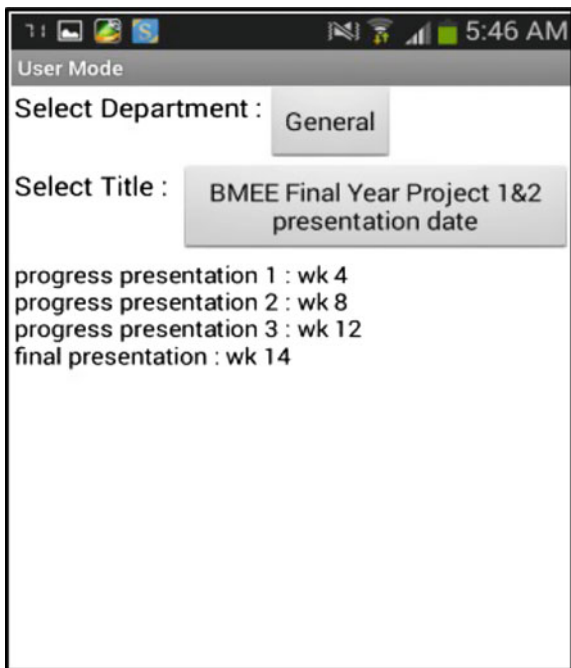 5:46 AM
User Mode
Select Department :
General
Select Title :
BMEE Final Year Project 1&2
presentation date
progress presentation 1 : wk 4
progress presentation 2 : wk 8
progress presentation 3 : wk 12
final presentation : wk 14